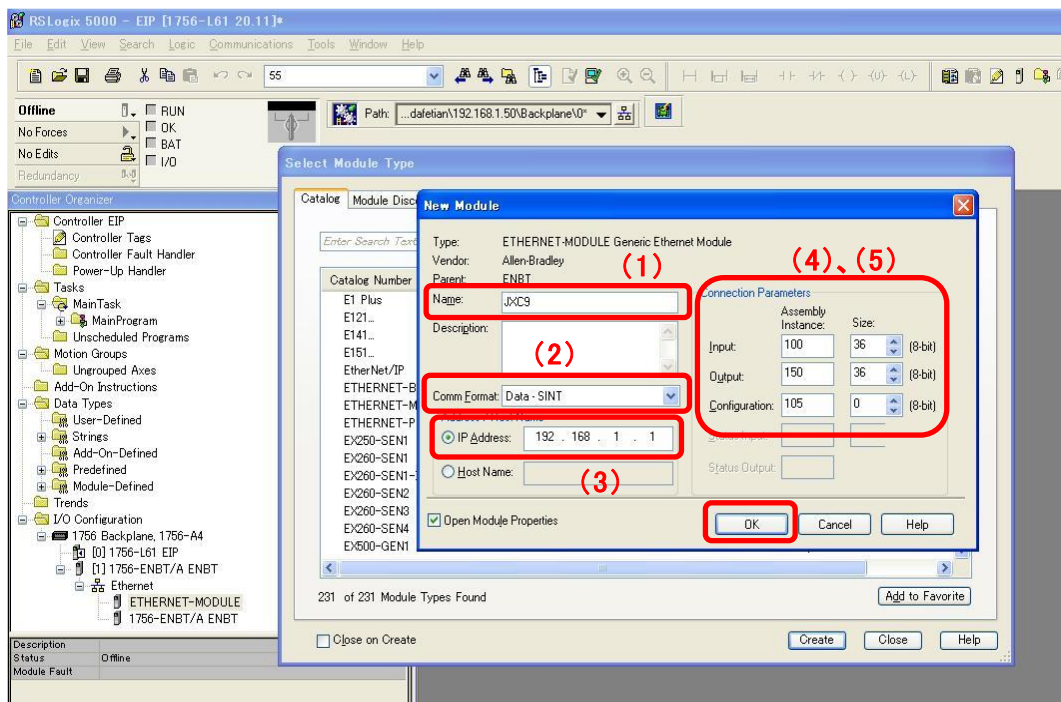 RSLogix 5000 - EIP [1756-L61 20.11]*
File Edit View Search Logic Communications Tools Window Help
55
Offline
RUN
No Forces
OK
BAT
No Edits
I/O
Redundancy
Path: ...dafetian\192.168.1.50\Backplane\0*
Controller Organizer
Controller EIP
Controller Tags
Controller Fault Handler
Power-Up Handler
Tasks
MainTask
MainProgram
Unscheduled Programs
Motion Groups
Ungrouped Axes
Add-On Instructions
Data Types
User-Defined
Strings
Add-On-Defined
Predefined
Module-Defined
Trends
I/O Configuration
1756 Backplane, 1756-A4
[0] 1756-L61 EIP
[1] 1756-ENBT/A ENBT
Ethernet
ETHERNET-MODULE
1756-ENBT/A ENBT
Description
Status Offline
Module Fault
Select Module Type
Catalog Module Disco
Enter Search Text
Catalog Number
E1 Plus
E121...
E141...
E151...
EtherNet/IP
ETHERNET-B
ETHERNET-M
ETHERNET-P
EX250-SEN1
EX260-SEN1
EX260-SEN1-
EX260-SEN2
EX260-SEN3
EX260-SEN4
EX500-GEN1
231 of 231 Module Types Found
Add to Favorite
Close on Create
Create Close Help
New Module
Type: ETHERNET-MODULE Generic Ethernet Module
Vendor: Allen-Bradley
Parent: ENBT
(1)
Name: JXC9
Description:
(2)
Comm Format: Data - SINT
IP Address: 192 . 168 . 1 . 1
Host Name:
(3)
Open Module Properties
(4)、(5)
Connection Parameters
Assembly
Instance: Size:
Input: 100 36 (8-bit)
Output: 150 36 (8-bit)
Configuration: 105 0 (8-bit)
Status Input:
Status Output:
OK Cancel Help